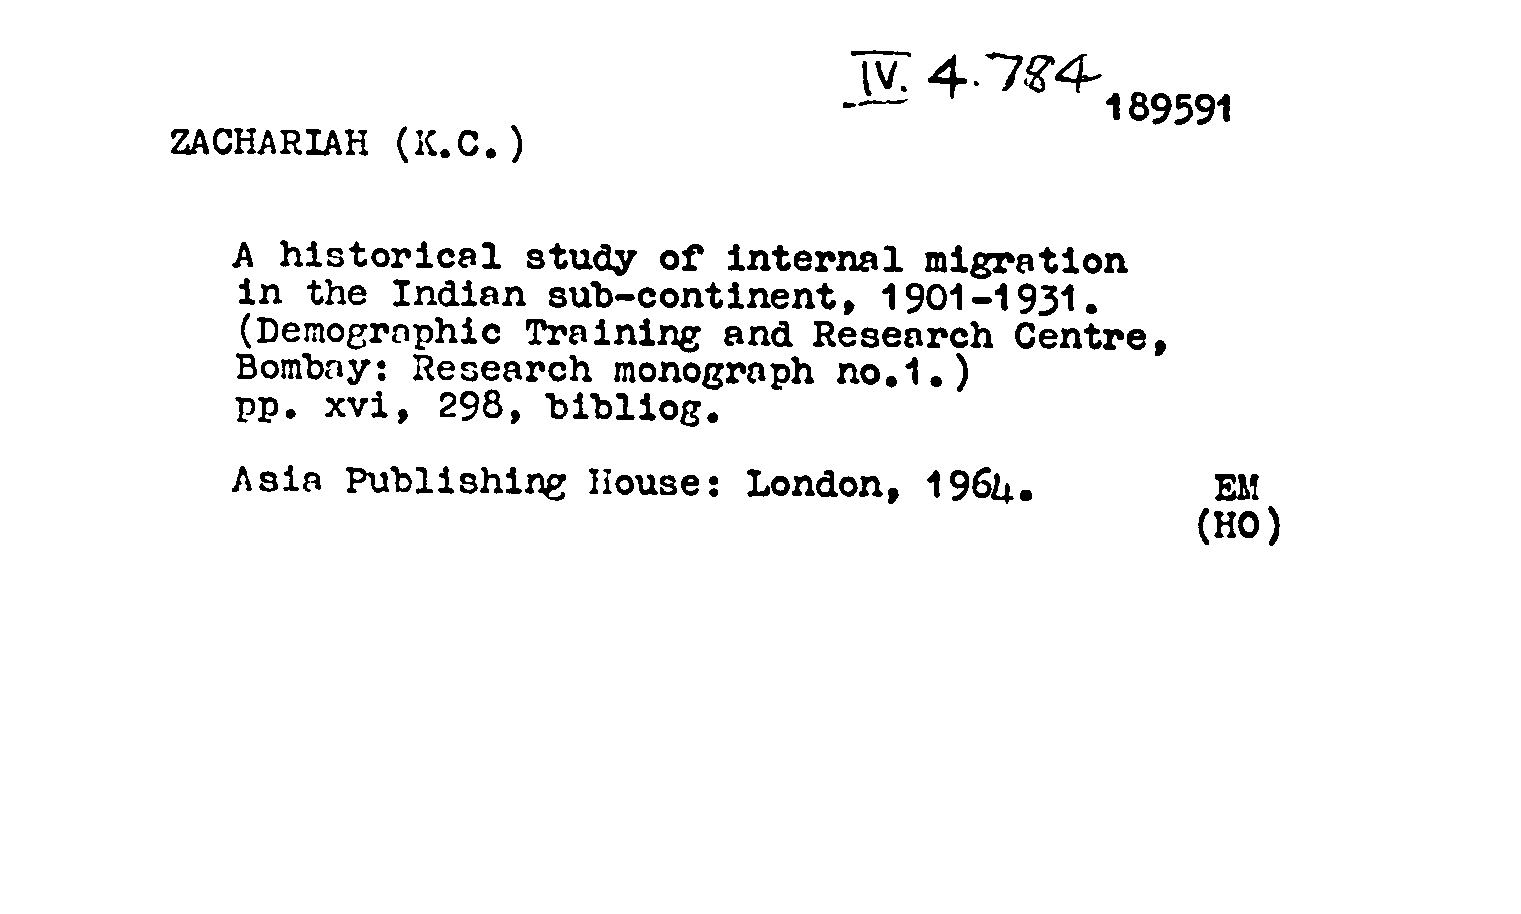 IV. 4.784
189591
ZACHARIAH (K.C.)
A historical study of internal migration
in the Indian sub-continent, 1901-1931.
(Demographic Training and Research Centre,
Bombay: Research monograph no.1.)
pp. xvi, 298, bibliog.
Asia Publishing House: London, 1964.
EM
(HO)